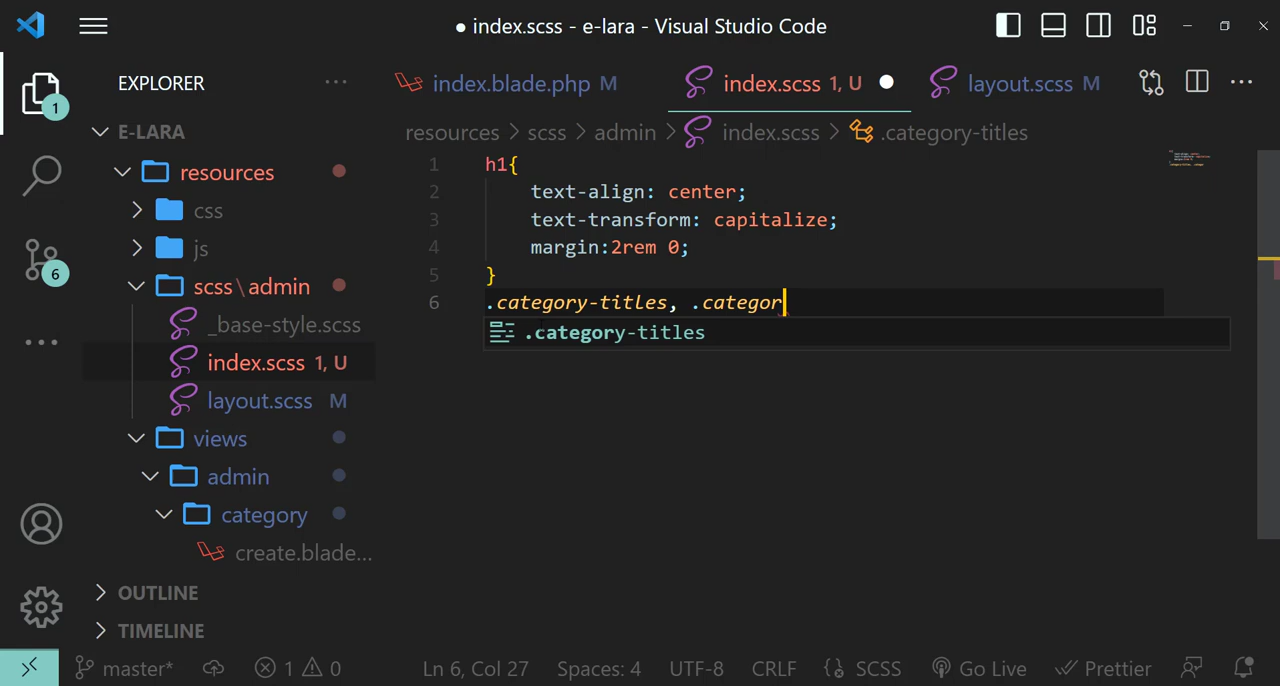 index.scss - e-lara - Visual Studio Code
EXPLORER
index.blade.php M
index.scss 1, U
layout.scss M
1
E-LARA
resources > scss > admin > index.scss > .category-titles
resources
css
js
scss\admin
_base-style.scss
index.scss 1, U
layout.scss M
views
admin
category
create.blade...
OUTLINE
TIMELINE
6
1 h1{
2 text-align: center;
3 text-transform: capitalize;
4 margin:2rem 0;
5 }
6 .category-titles, .categor
.category-titles
master*
1 0
Ln 6, Col 27
Spaces: 4
UTF-8
CRLF
SCSS
Go Live
Prettier